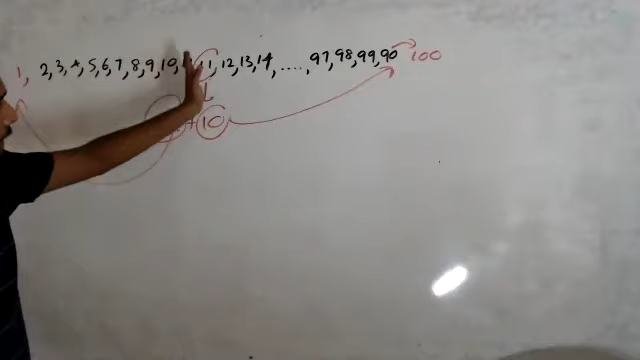 1, 2, 3, 4, 5, 6, 7, 8, 9, 10, 11, 12, 13, 14, ...., 97, 98, 99, 90 100
+ 10